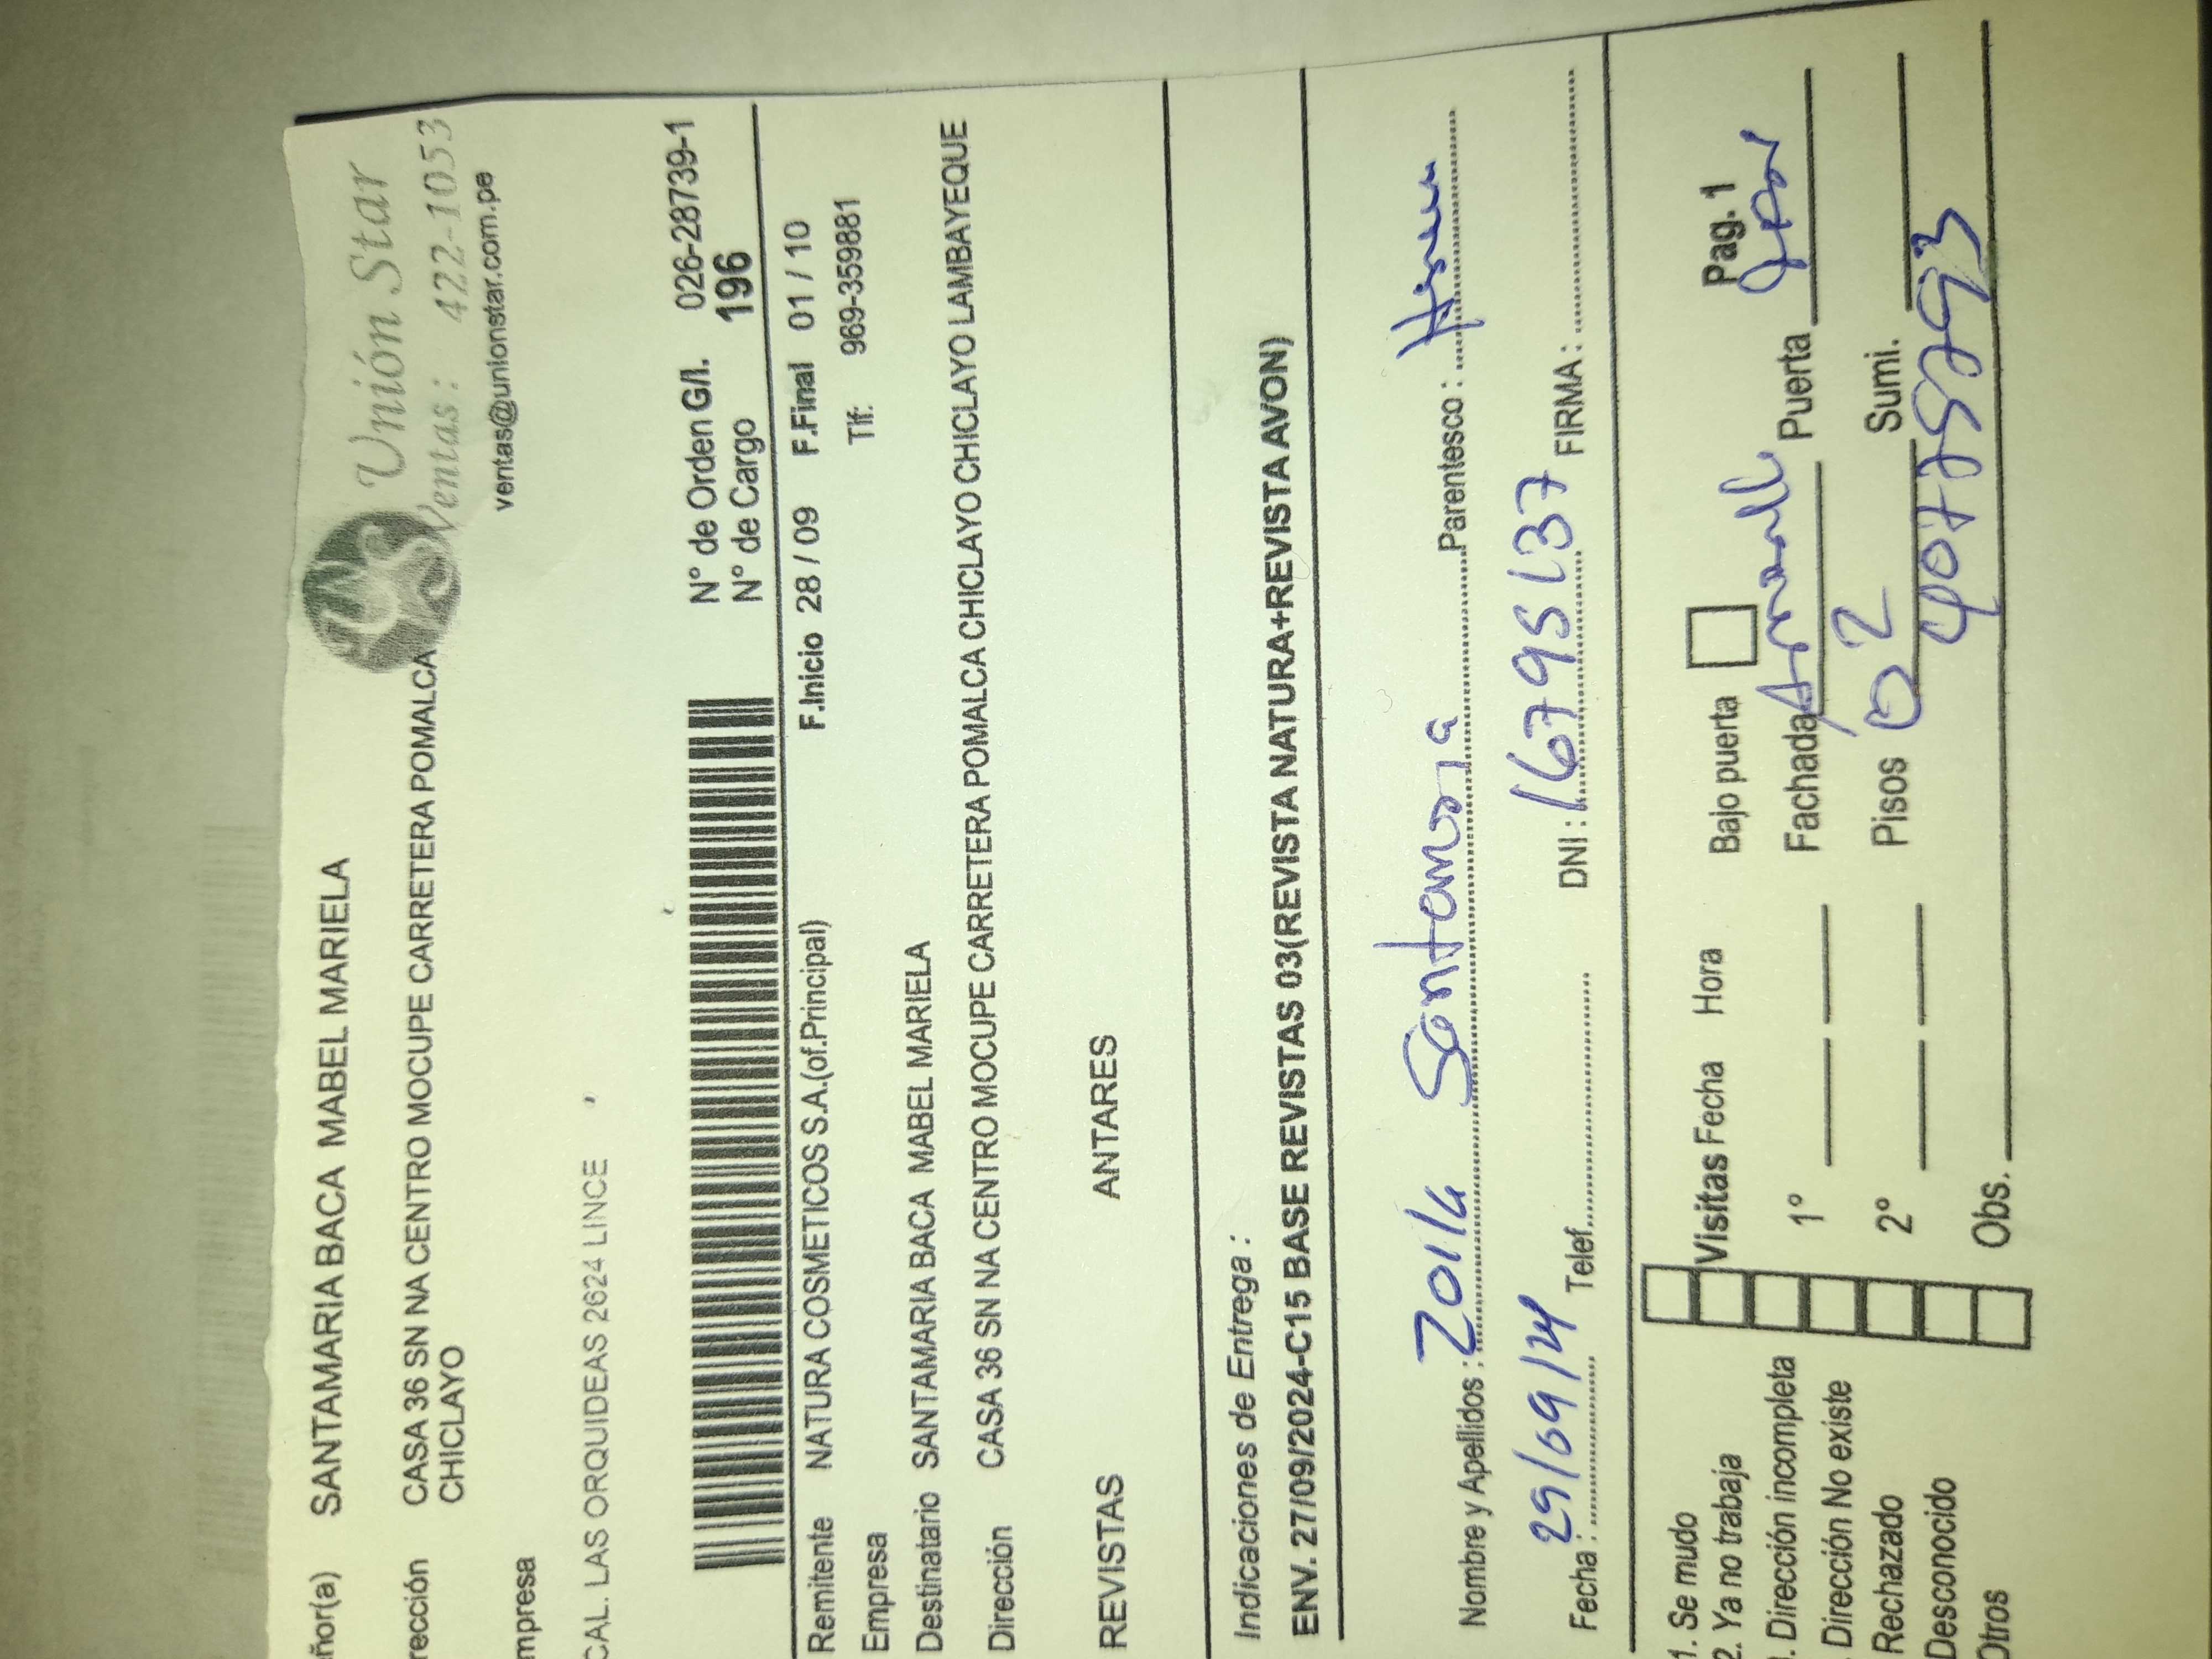 Unión Star
Ventas: 422-1053
ventas@unionstar.com.pe
eñor(a) SANTAMARIA BACA MABEL MARIELA
rección CASA 36 SN NA CENTRO MOCUPE CARRETERA POMALCA
CHICLAYO
mpresa
CAL. LAS ORQUIDEAS 2624 LINCE
N° de Orden G/I. 026-28739-1
N° de Cargo 196
Remitente NATURA COSMETICOS S.A.(of.Principal) F.Inicio 28 / 09 F.Final 01 / 10
Empresa Tlf: 969-359881
Destinatario SANTAMARIA BACA MABEL MARIELA
Dirección CASA 36 SN NA CENTRO MOCUPE CARRETERA POMALCA CHICLAYO CHICLAYO LAMBAYEQUE
REVISTAS ANTARES
Indicaciones de Entrega :
ENV. 27/09/2024-C15 BASE REVISTAS 03(REVISTA NATURA+REVISTA AVON)
Nombre y Apellidos : Zoila Santamaria Parentesco :
Fecha : 29/09/24 Telef. DNI : 16795137 FIRMA :
1. Se mudo
2. Ya no trabaja Visitas Fecha Hora Bajo puerta Pag. 1
. Dirección incompleta 1° Fachada Puerta
. Dirección No existe
Rechazado 2° Pisos 02 Sumi.
Desconocido 40775293
Otros Obs.